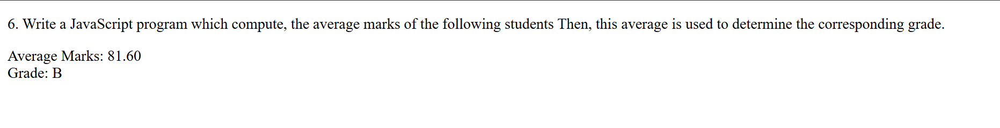 6. Write a JavaScript program which compute, the average marks of the following students Then, this average is used to determine the corresponding grade.
Average Marks: 81.60
Grade: B